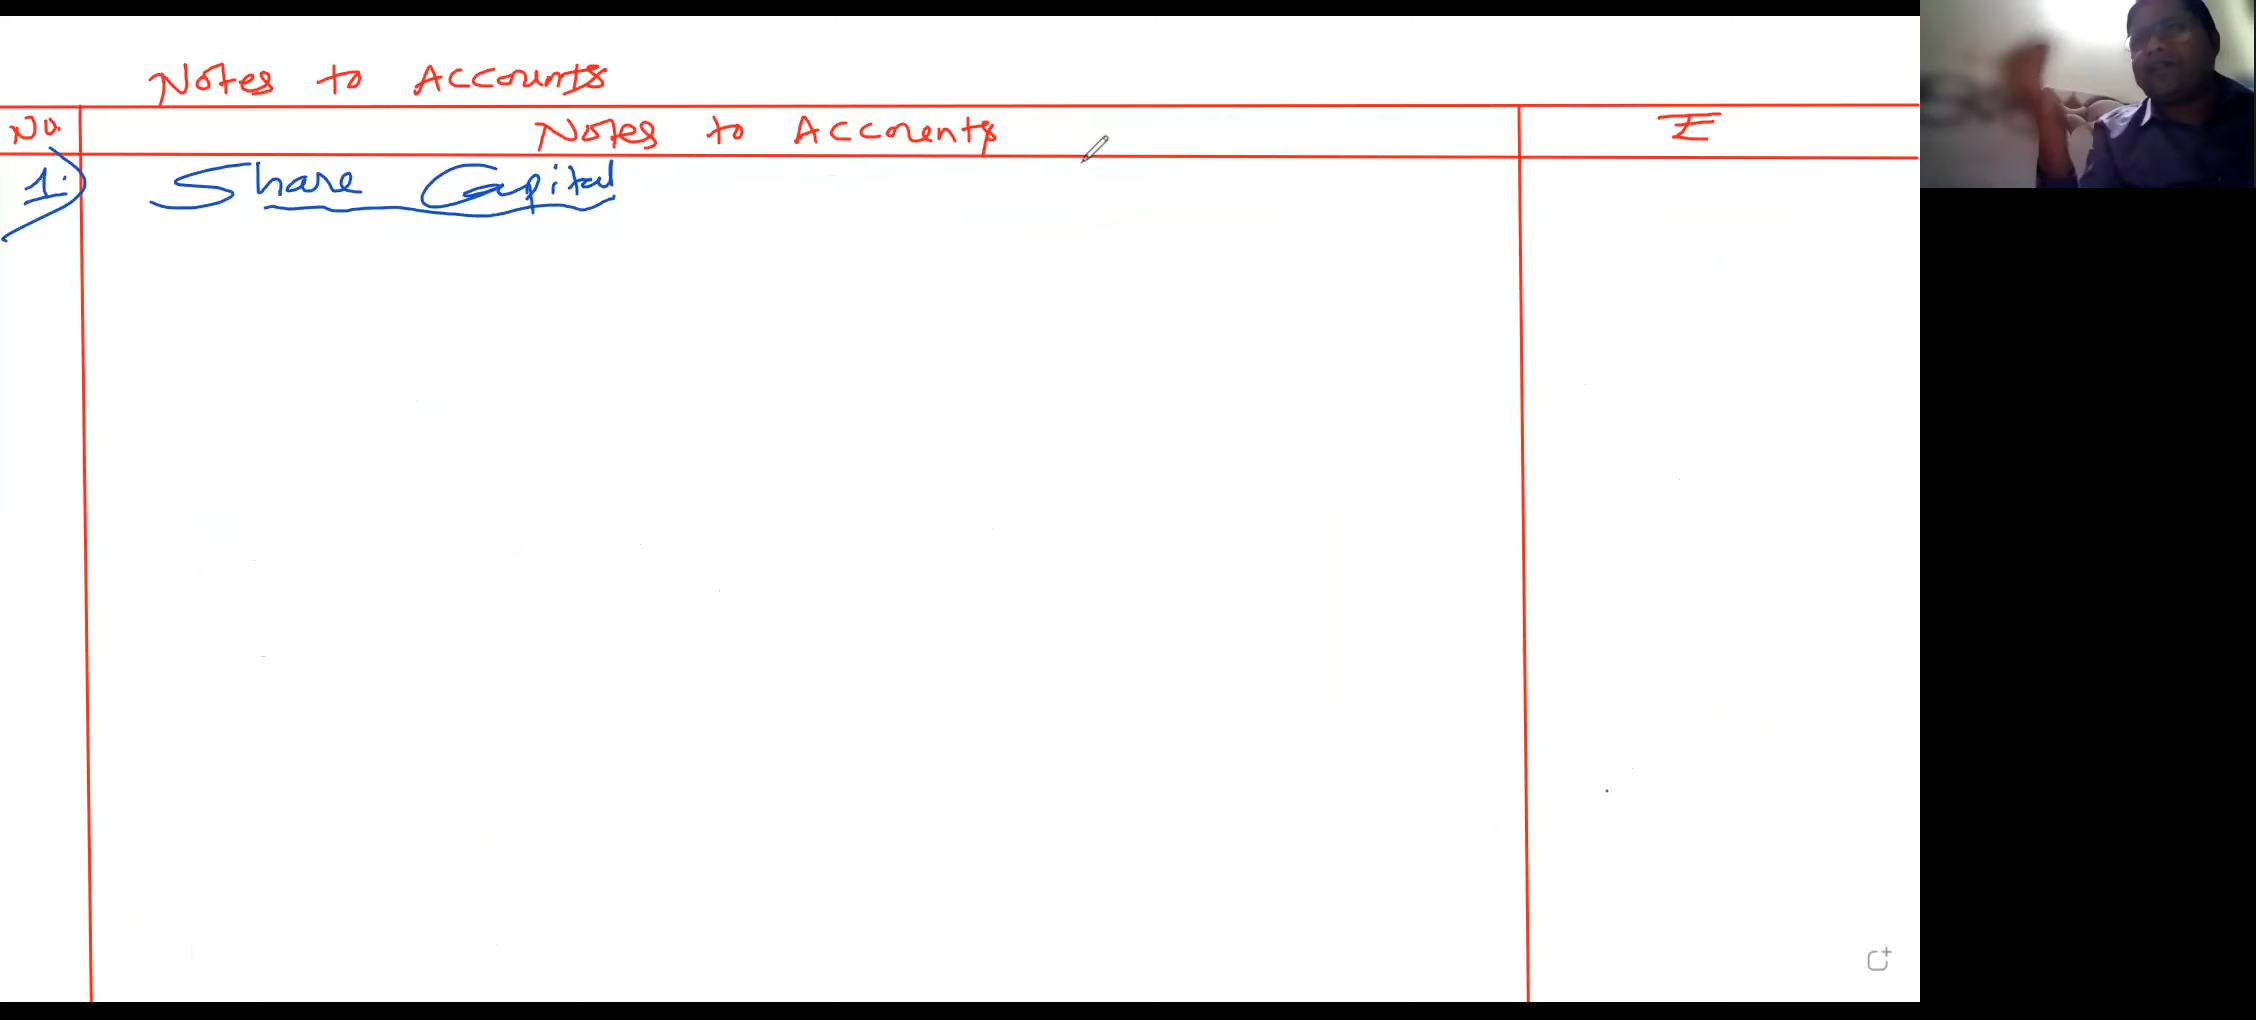 Notes to Accounts
No. Notes to Accounts ₹
1. Share Capital